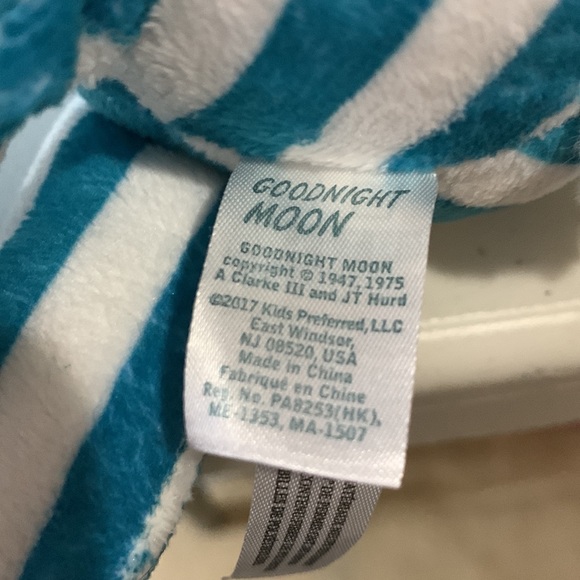 GOODNIGHT
MOON
GOODNIGHT MOON
copyright © 1947, 1975
A Clarke III and JT Hurd
©2017 Kids Preferred, LLC
East Windsor,
NJ 08520, USA
Made in China
Fabriqué en Chine
Reg. No. PA8253(HK),
ME-1353, MA-1507